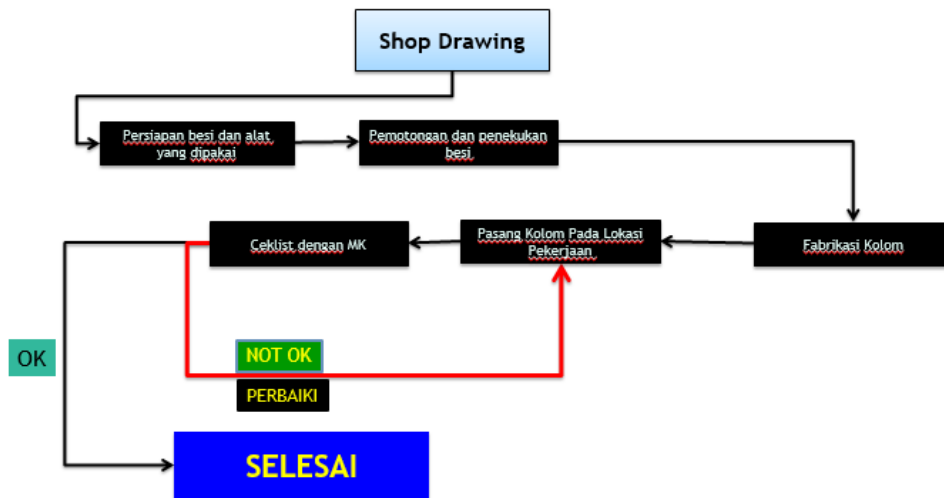 Shop Drawing
Persiapan besi dan alat
yang dipakai
Pemotongan dan penekukan
besi
Fabrikasi Kolom
Pasang Kolom Pada Lokasi
Pekerjaan
Ceklist dengan MK
OK
NOT OK
PERBAIKI
SELESAI